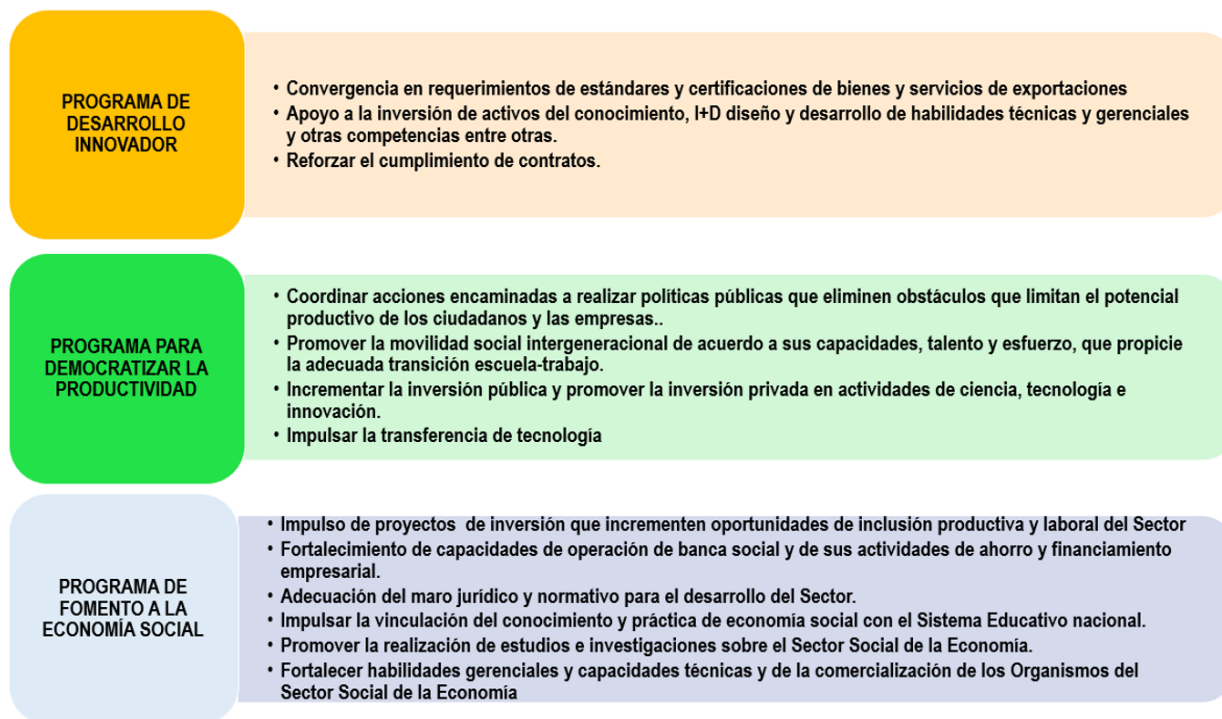 PROGRAMA DE
DESARROLLO
INNOVADOR
• Convergencia en requerimientos de estándares y certificaciones de bienes y servicios de exportaciones
• Apoyo a la inversión de activos del conocimiento, I+D diseño y desarrollo de habilidades técnicas y gerenciales
y otras competencias entre otras.
• Reforzar el cumplimiento de contratos.
PROGRAMA PARA
DEMOCRATIZAR LA
PRODUCTIVIDAD
• Coordinar acciones encaminadas a realizar políticas públicas que eliminen obstáculos que limitan el potencial
productivo de los ciudadanos y las empresas..
• Promover la movilidad social intergeneracional de acuerdo a sus capacidades, talento y esfuerzo, que propicie
la adecuada transición escuela-trabajo.
• Incrementar la inversión pública y promover la inversión privada en actividades de ciencia, tecnología e
innovación.
• Impulsar la transferencia de tecnología
PROGRAMA DE
FOMENTO A LA
ECONOMÍA SOCIAL
• Impulso de proyectos  de inversión que incrementen oportunidades de inclusión productiva y laboral del Sector
• Fortalecimiento de capacidades de operación de banca social y de sus actividades de ahorro y financiamiento
empresarial.
• Adecuación del maro jurídico y normativo para el desarrollo del Sector.
• Impulsar la vinculación del conocimiento y práctica de economía social con el Sistema Educativo nacional.
• Promover la realización de estudios e investigaciones sobre el Sector Social de la Economía.
• Fortalecer habilidades gerenciales y capacidades técnicas y de la comercialización de los Organismos del
Sector Social de la Economía